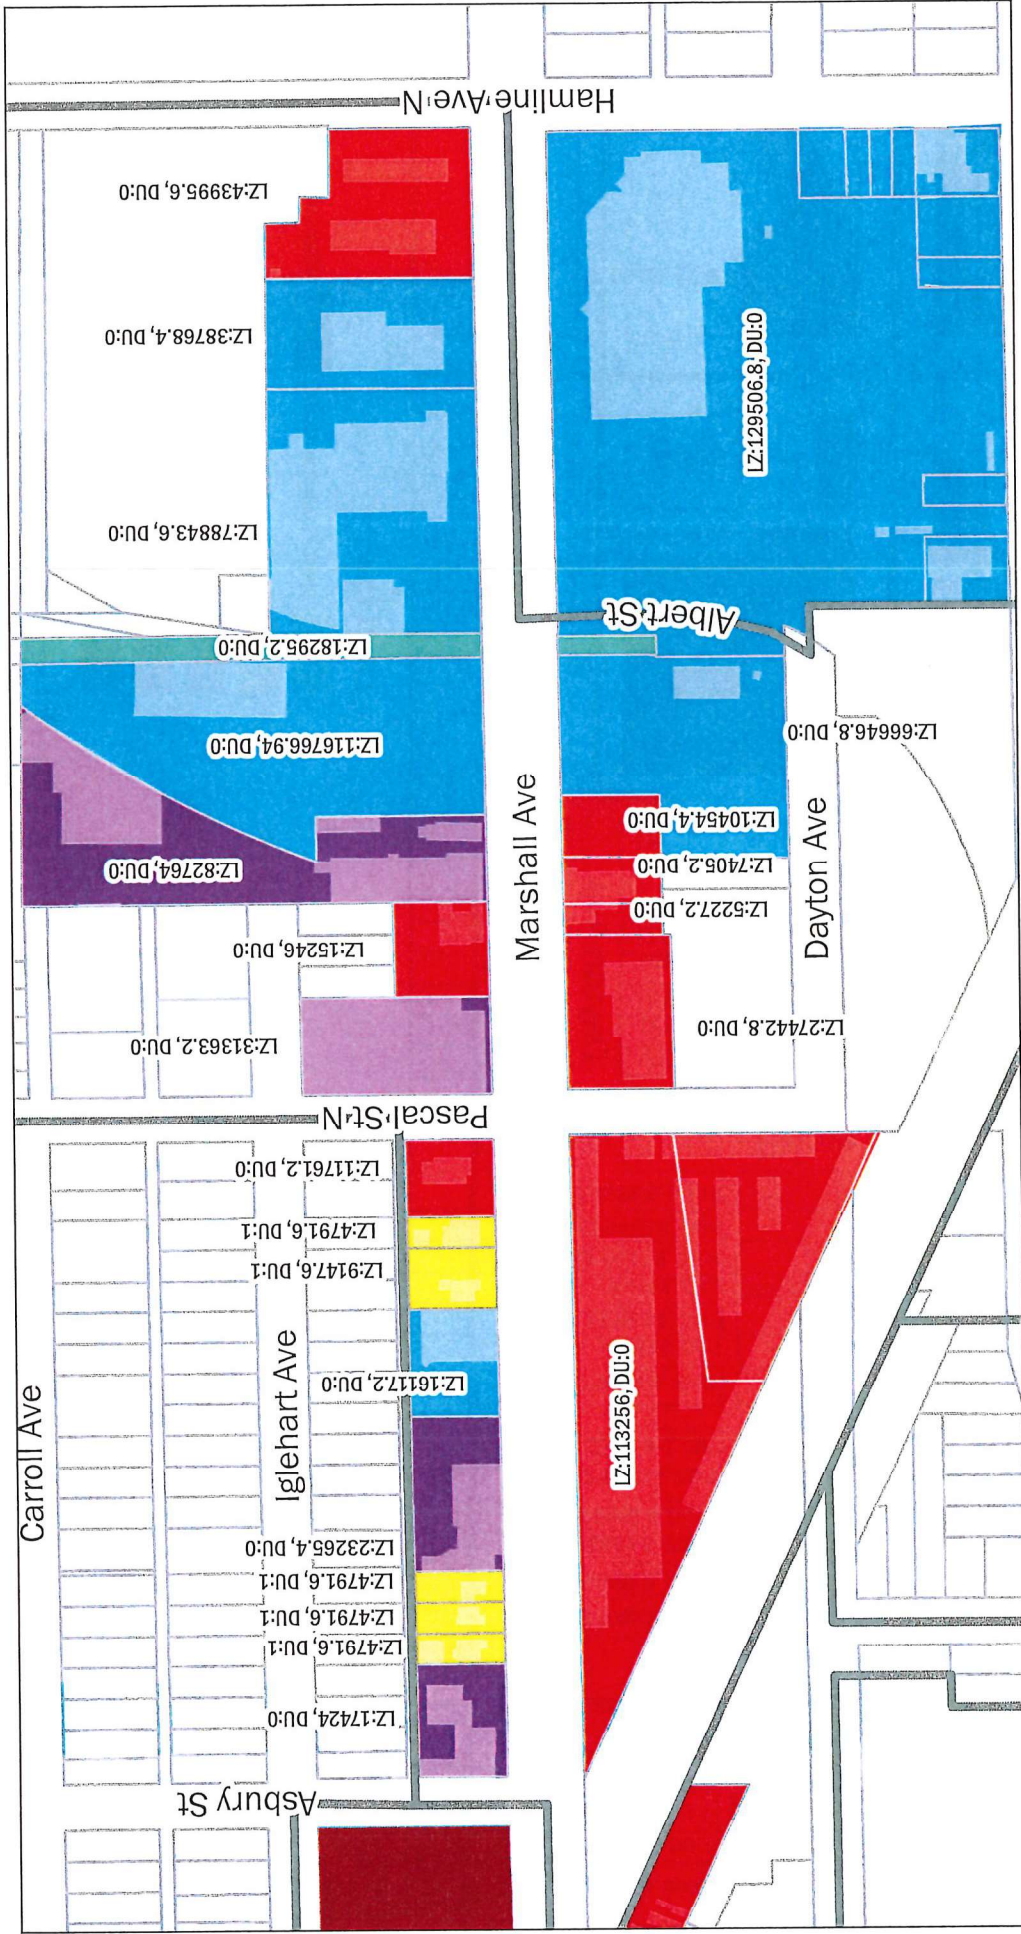 Hamline Ave N
LZ:43995.6, DU:0
LZ:38768.4, DU:0
LZ:129506.8, DU:0
LZ:78843.6, DU:0
Albert St
LZ:18295.2, DU:0
LZ:66646.8, DU:0
LZ:116766.94, DU:0
LZ:10454.4, DU:0
Marshall Ave
LZ:82764, DU:0
LZ:7405.2, DU:0
Dayton Ave
LZ:5227.2, DU:0
LZ:15246, DU:0
LZ:27442.8, DU:0
LZ:31363.2, DU:0
Pascal St N
LZ:11761.2, DU:0
LZ:4791.6, DU:1
LZ:9147.6, DU:1
LZ:16117.2, DU:0
LZ:113256, DU:0
Iglehart Ave
Carroll Ave
LZ:23265.4, DU:0
LZ:4791.6, DU:1
LZ:4791.6, DU:1
LZ:4791.6, DU:1
LZ:17424, DU:0
Asbury St